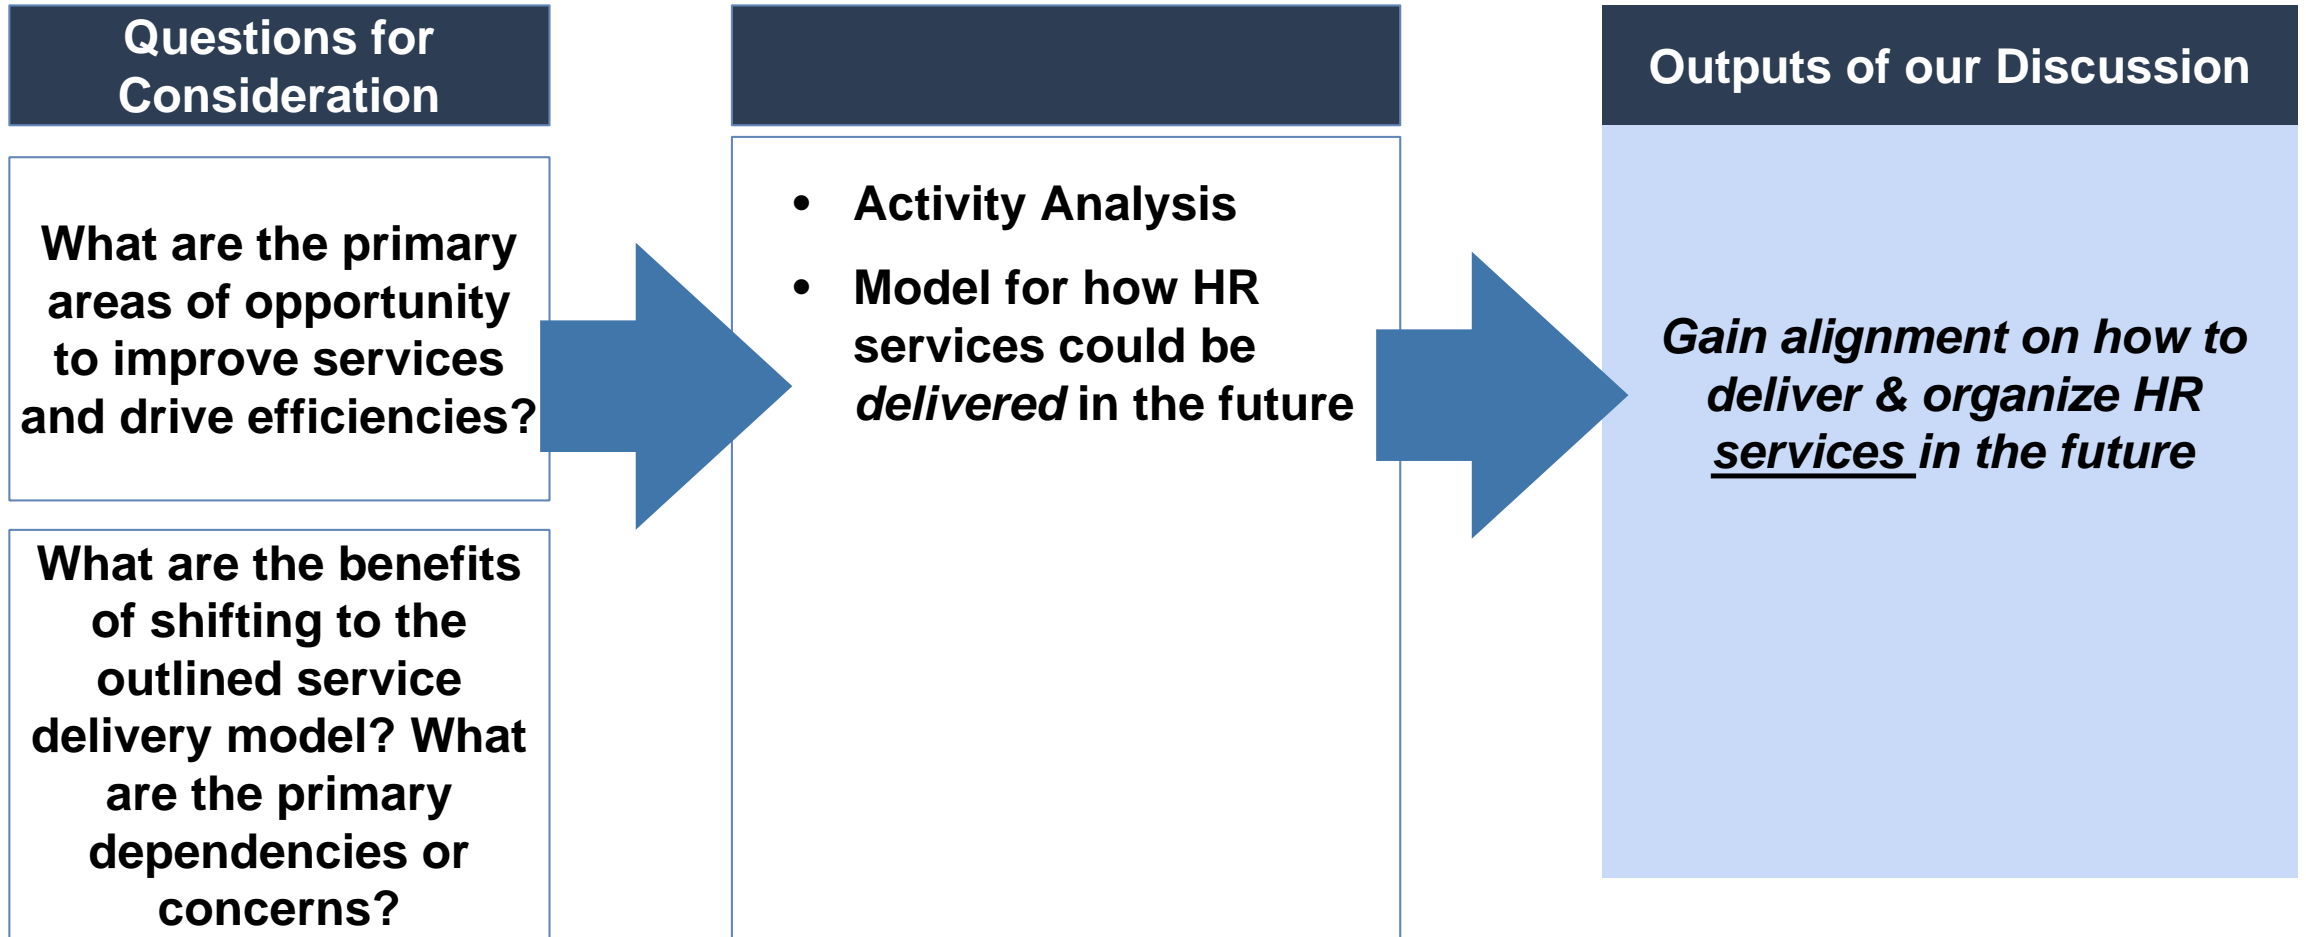 Questions for
Consideration
What are the primary
areas of opportunity
to improve services
and drive efficiencies?
What are the benefits
of shifting to the
outlined service
delivery model? What
are the primary
dependencies or
concerns?
• Activity Analysis
• Model for how HR
services could be
delivered in the future
Outputs of our Discussion
Gain alignment on how to
deliver & organize HR
services in the future